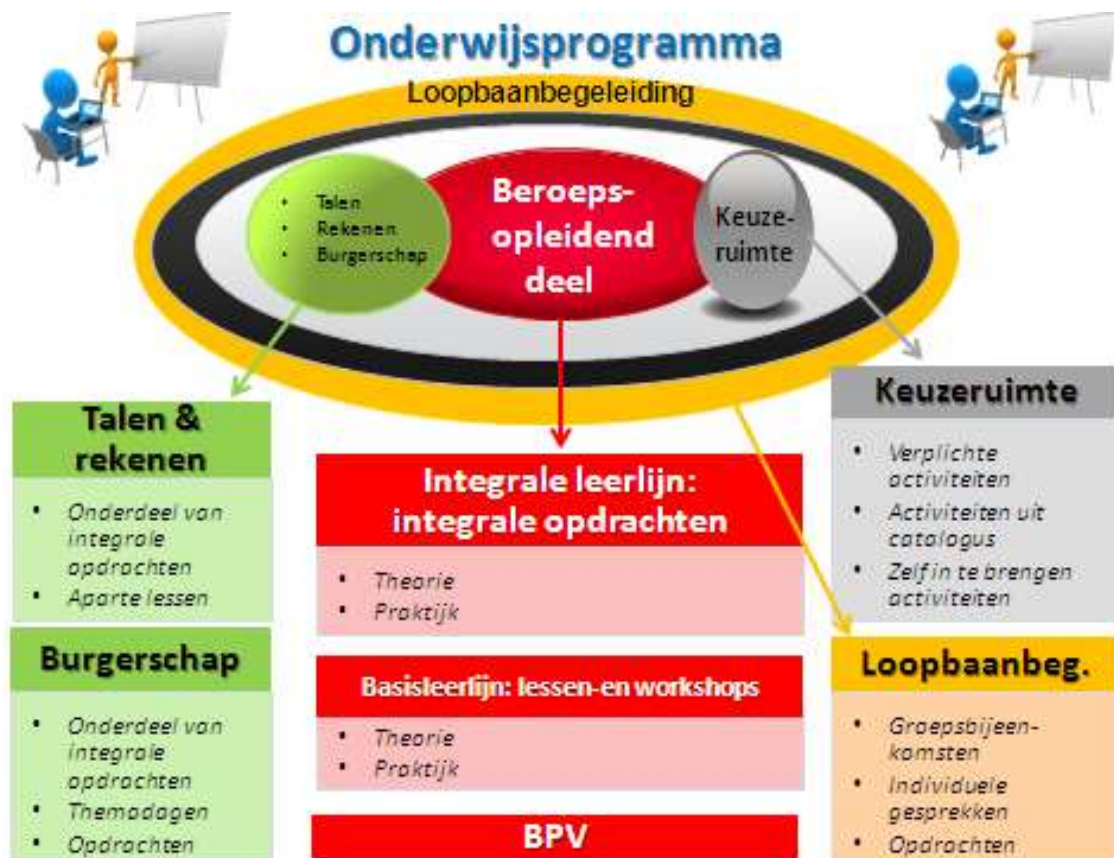 Onderwijsprogramma
Loopbaanbegeleiding
• Talen
• Rekenen
• Burgerschap
Beroeps-
opleidend
deel
Keuze-
ruimte
Talen &
rekenen
• Onderdeel van
integrale
opdrachten
• Aparte lessen
Burgerschap
• Onderdeel van
integrale
opdrachten
• Themadagen
• Opdrachten
Integrale leerlijn:
integrale opdrachten
• Theorie
• Praktijk
Basisleerlijn: lessen-en workshops
• Theorie
• Praktijk
BPV
Keuzeruimte
• Verplichte
activiteiten
• Activiteiten uit
catalogus
• Zelf in te brengen
activiteiten
Loopbaanbeg.
• Groepsbijeen-
komsten
• Individuele
gesprekken
• Opdrachten